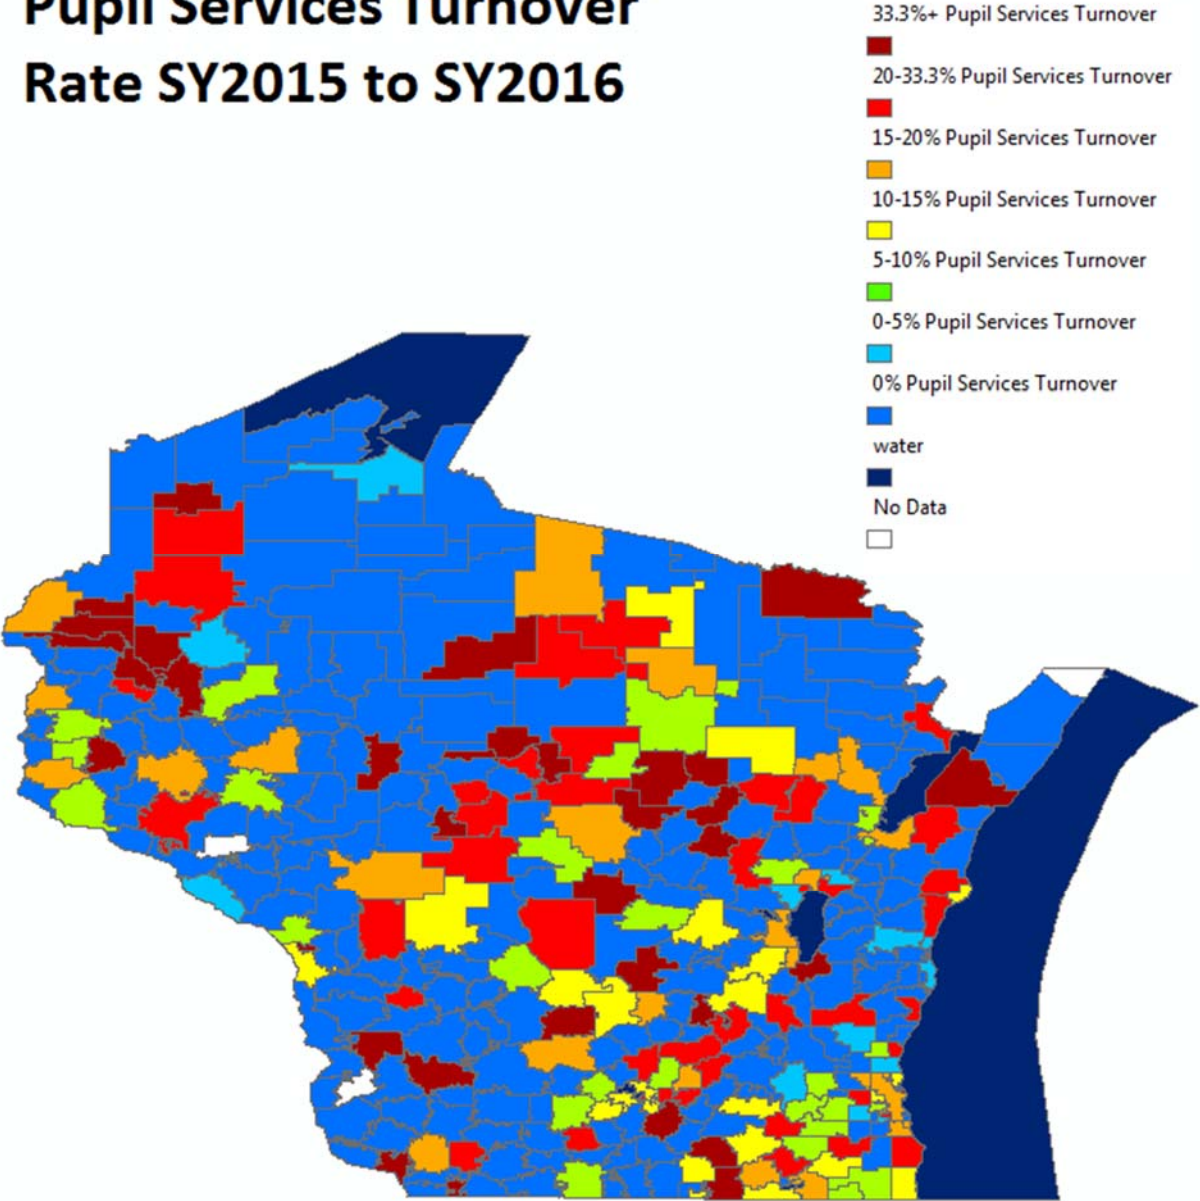 Pupil Services Turnover
Rate SY2015 to SY2016
33.3%+ Pupil Services Turnover
20-33.3% Pupil Services Turnover
15-20% Pupil Services Turnover
10-15% Pupil Services Turnover
5-10% Pupil Services Turnover
0-5% Pupil Services Turnover
0% Pupil Services Turnover
water
No Data